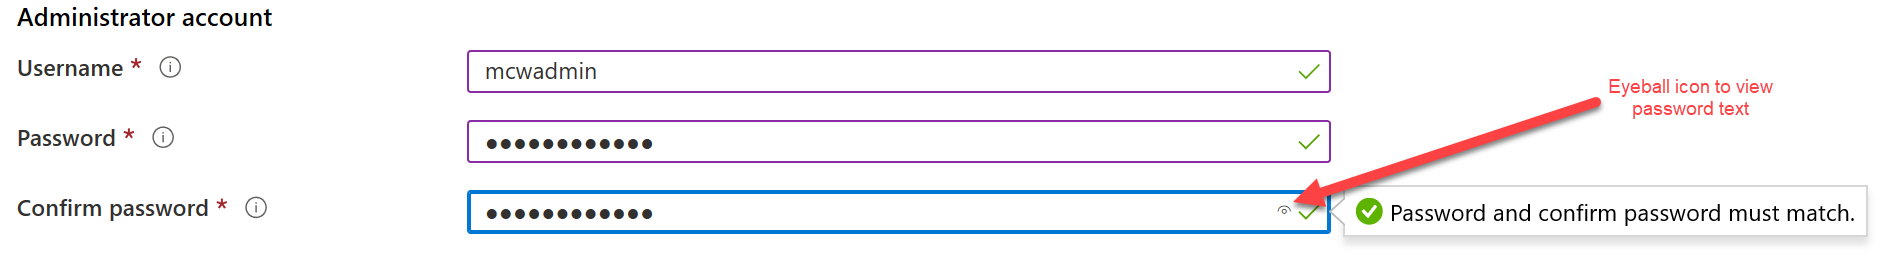 Administrator account
Username *
mcwadmin
Eyeball icon to view
password text
Password *
●●●●●●●●●●●●
Confirm password *
●●●●●●●●●●●●
Password and confirm password must match.